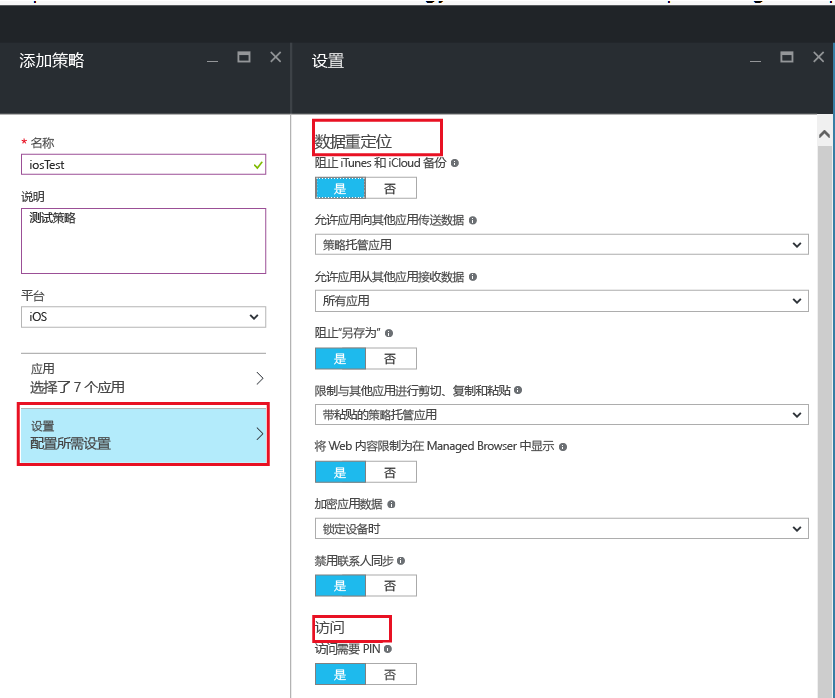 添加策略
* 名称
iosTest
说明
测试策略
平台
iOS
应用
选择了 7 个应用
设置
配置所需设置
设置
数据重定位
阻止 iTunes 和 iCloud 备份
是 否
允许应用向其他应用传送数据
策略托管应用
允许应用从其他应用接收数据
所有应用
阻止“另存为”
是 否
限制与其他应用进行剪切、复制和粘贴
带粘贴的策略托管应用
将 Web 内容限制为在 Managed Browser 中显示
是 否
加密应用数据
锁定设备时
禁用联系人同步
是 否
访问
访问需要 PIN
是 否